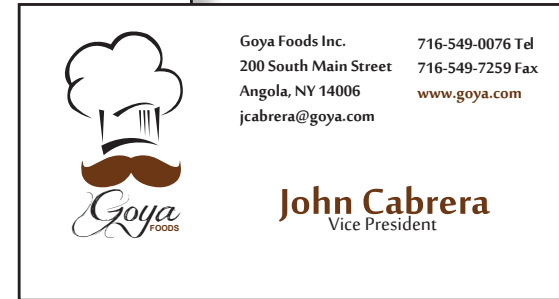 Goya Foods Inc.
200 South Main Street
Angola, NY 14006
jcabrera@goya.com
716-549-0076 Tel
716-549-7259 Fax
www.goya.com
Goya
FOODS
John Cabrera
Vice President